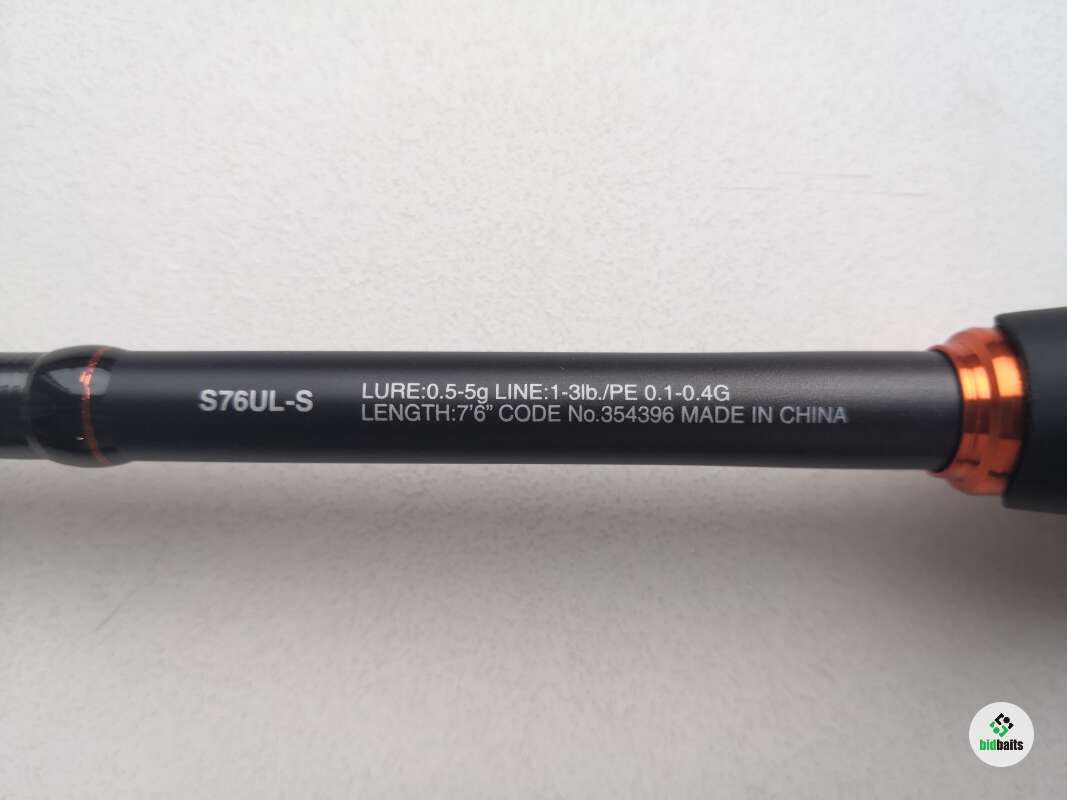 S76UL-S
LURE:0.5-5g LINE:1-3lb./PE 0.1-0.4G
LENGTH:7'6" CODE No.354396 MADE IN CHINA
bidbaits